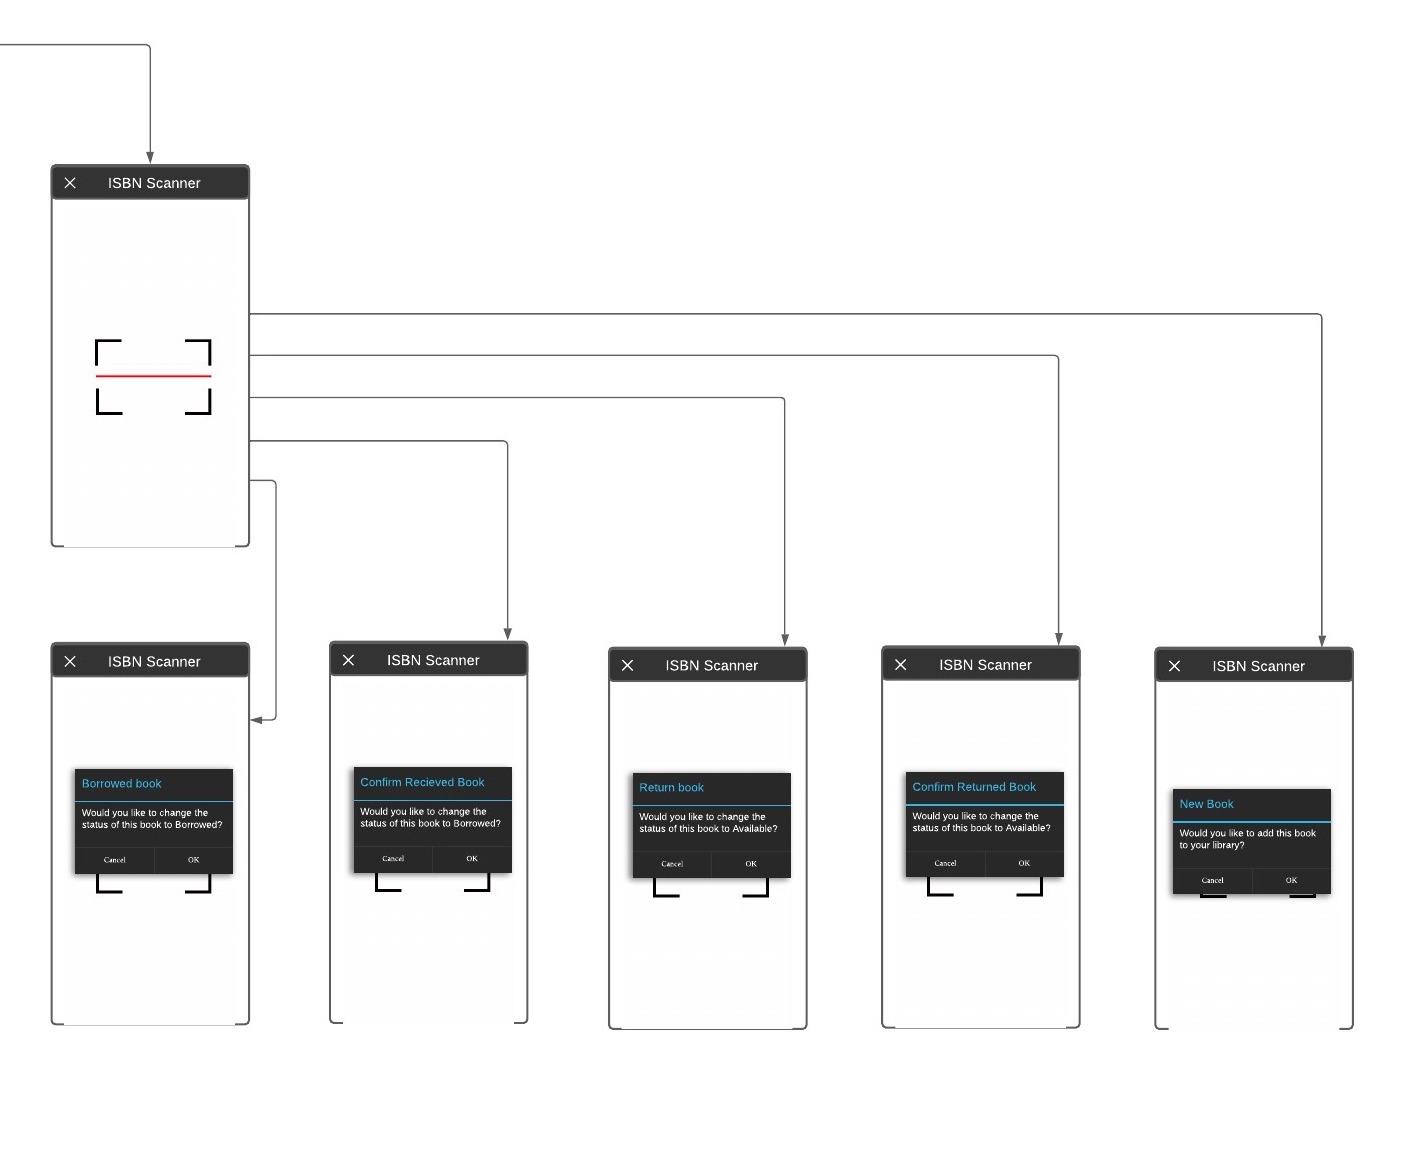 ISBN Scanner
ISBN Scanner
Borrowed book
Would you like to change the
status of this book to Borrowed?
Cancel OK
ISBN Scanner
Confirm Recieved Book
Would you like to change the
status of this book to Borrowed?
Cancel OK
ISBN Scanner
Return book
Would you like to change the
status of this book to Available?
Cancel OK
ISBN Scanner
Confirm Returned Book
Would you like to change the
status of this book to Available?
Cancel OK
ISBN Scanner
New Book
Would you like to add this book
to your library?
Cancel OK